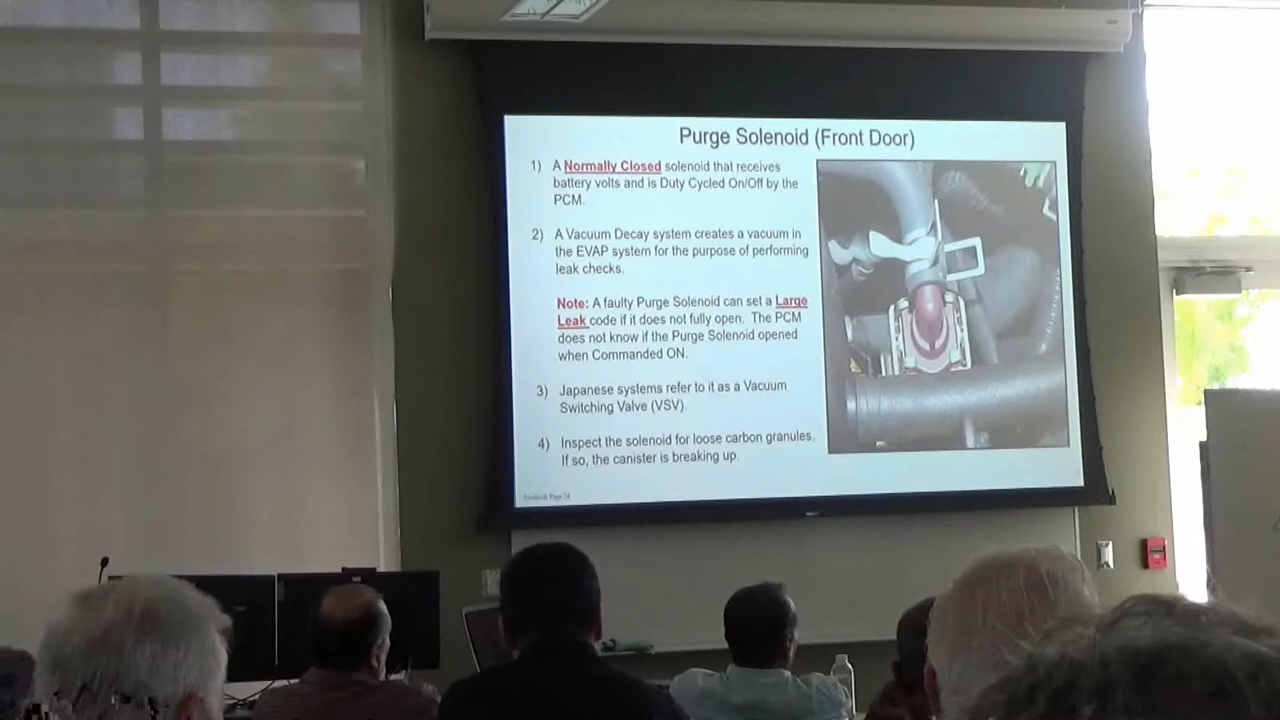 Purge Solenoid (Front Door)
1) A Normally Closed solenoid that receives
battery volts and is Duty Cycled On/Off by the
PCM.
2) A Vacuum Decay system creates a vacuum in
the EVAP system for the purpose of performing
leak checks.
Note: A faulty Purge Solenoid can set a Large
Leak code if it does not fully open. The PCM
does not know if the Purge Solenoid opened
when Commanded ON.
3) Japanese systems refer to it as a Vacuum
Switching Valve (VSV).
4) Inspect the solenoid for loose carbon granules.
If so, the canister is breaking up.
Page 24